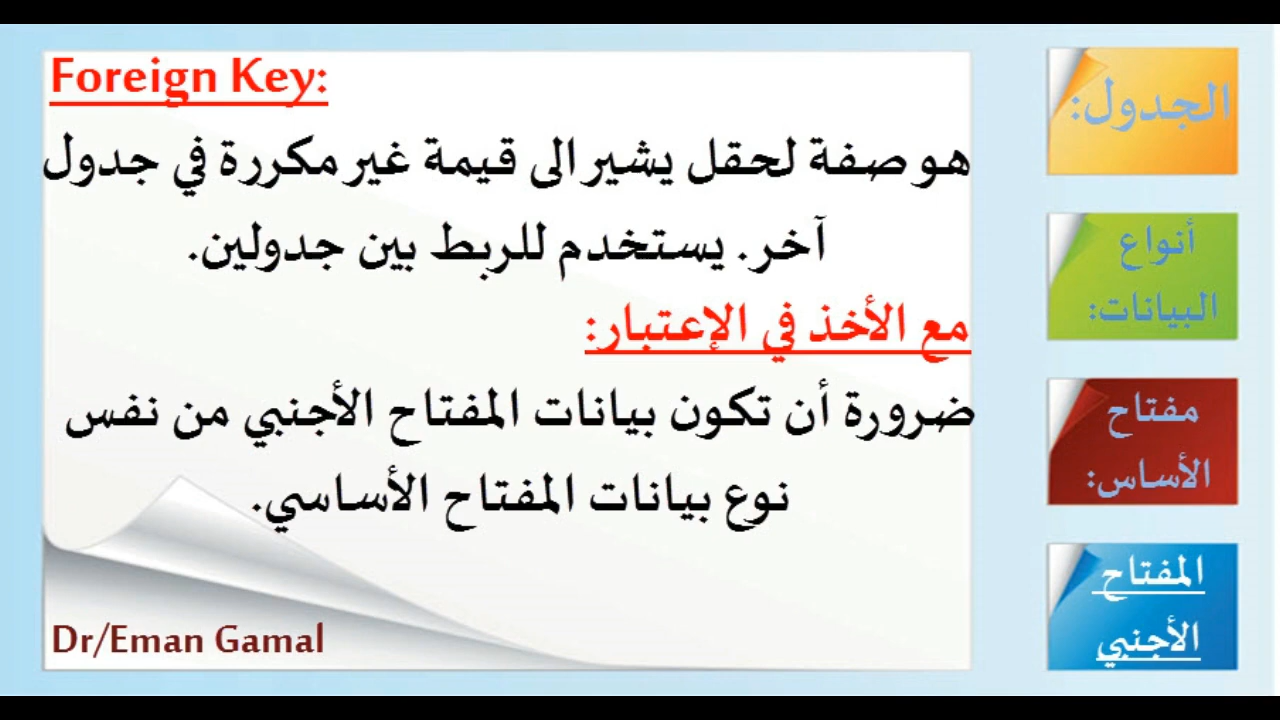 Foreign Key:
هو صفة لحقل يشير الى قيمة غير مكررة في جدول
آخر. يستخدم للربط بين جدولين.
مع الأخذ في الإعتبار:
ضرورة أن تكون بيانات المفتاح الأجنبي من نفس
نوع بيانات المفتاح الأساسي.
Dr/Eman Gamal
الجدول:
أنواع
البيانات:
مفتاح
الأساس:
المفتاح
الأجنبي